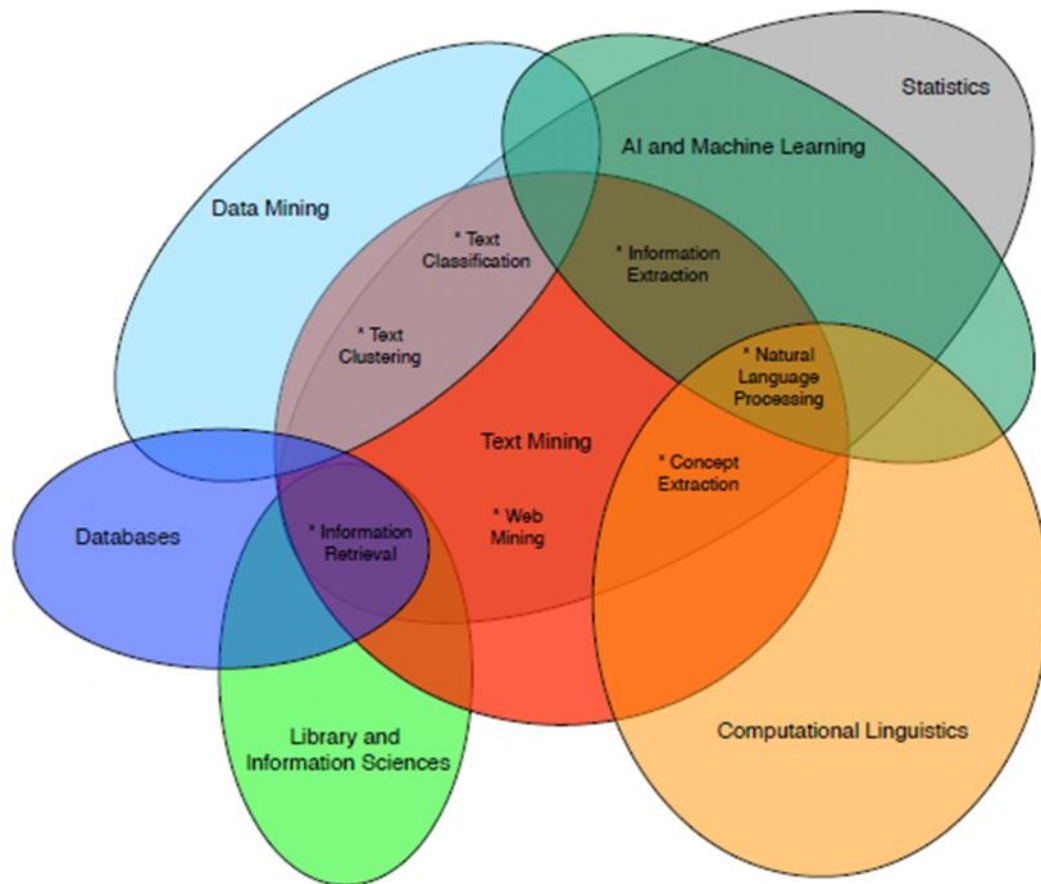 Statistics
AI and Machine Learning
Data Mining
* Text
Classification
* Information
Extraction
* Text
Clustering
* Natural
Language
Processing
Text Mining
* Concept
Extraction
* Web
Mining
Databases
* Information
Retrieval
Library and
Information Sciences
Computational Linguistics